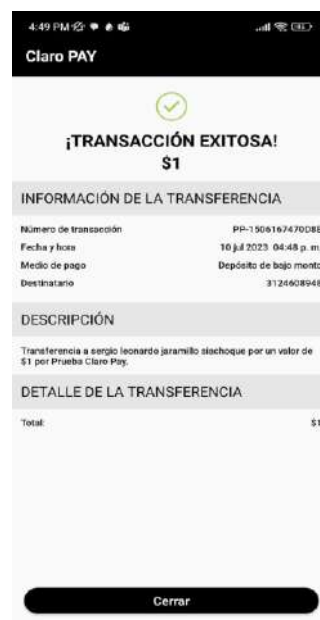 4:49 PM
Claro PAY
¡TRANSACCIÓN EXITOSA!
$1
INFORMACIÓN DE LA TRANSFERENCIA
Número de transacción
Fecha y hora 10 jul 2023 04:48 p. m
Medio de pago Depósito de bajo monto
Destinatario 3124608948
DESCRIPCIÓN
Transferencia a sergio leonardo jaramillo siachoque por un valor de
$1 por Prueba Claro Pay.
DETALLE DE LA TRANSFERENCIA
Total: $1
Cerrar